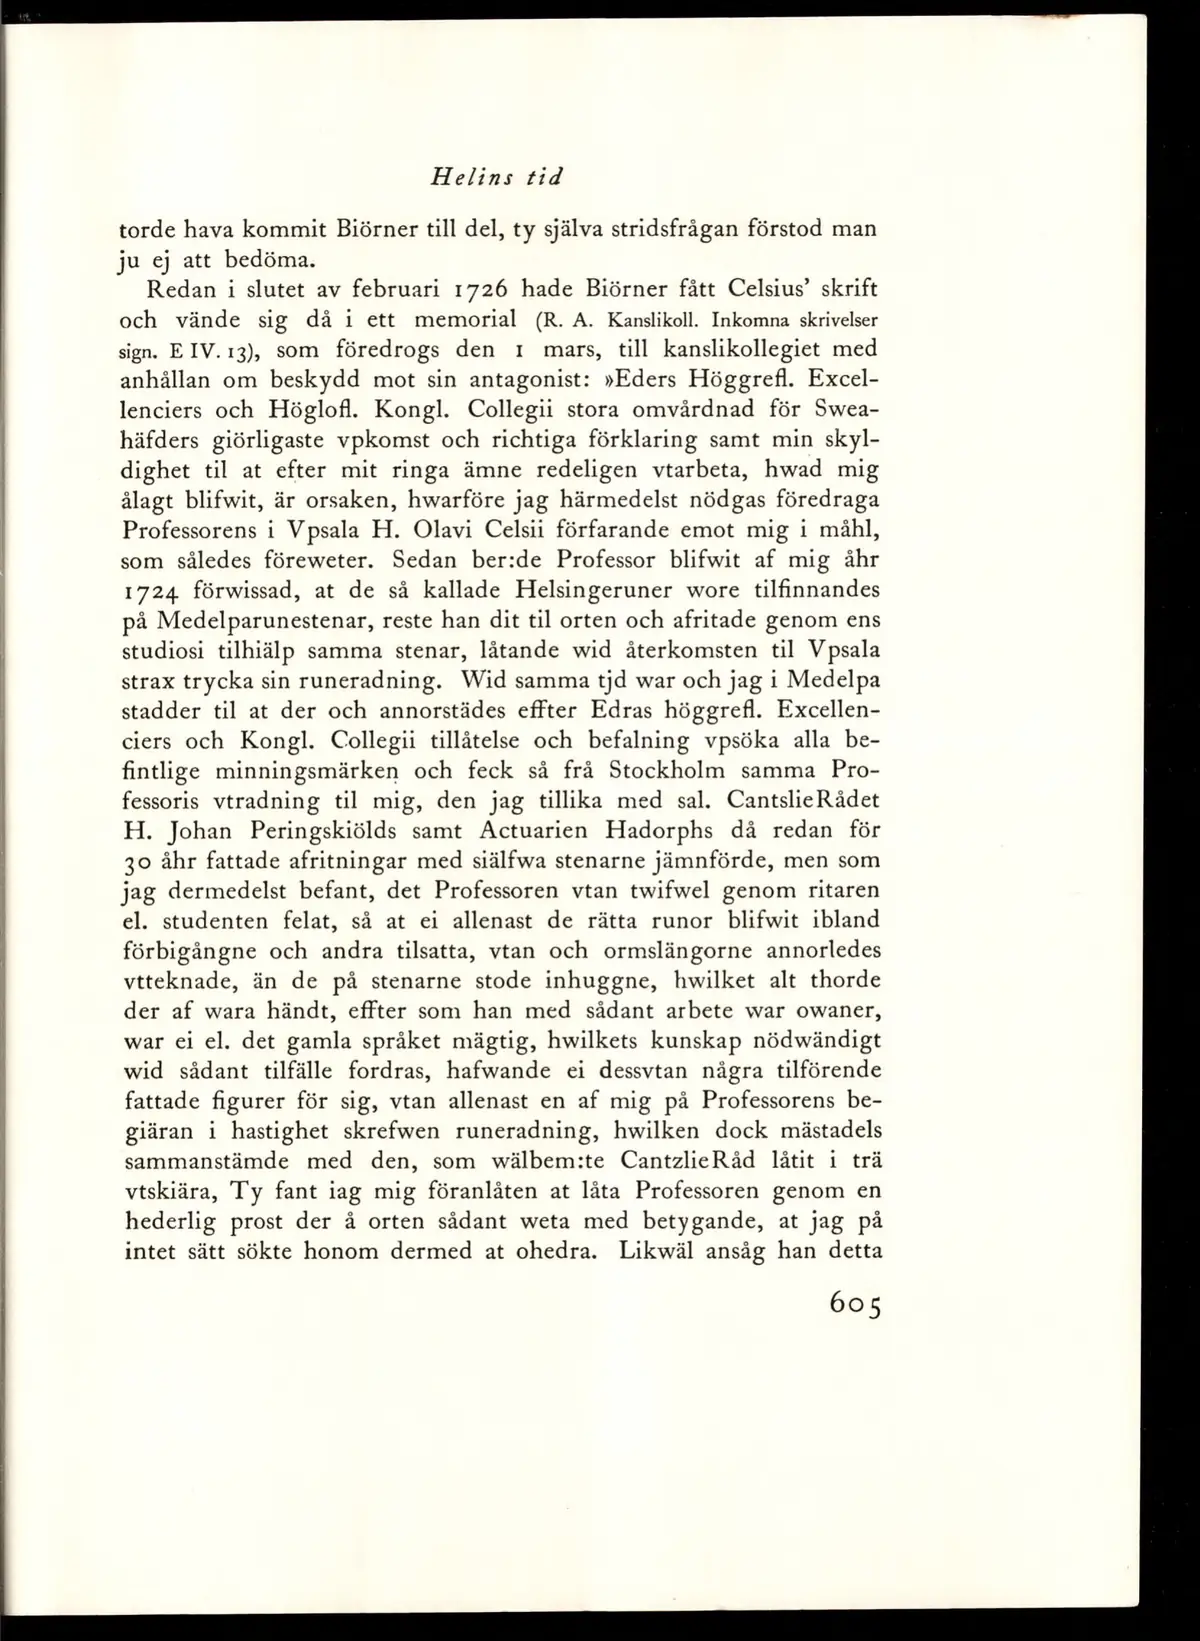 Helins tid
torde hava kommit Biörner till del, ty själva stridsfrågan förstod man
ju ej att bedöma.
Redan i slutet av februari 1726 hade Biörner fått Celsius’ skrift
och vände sig då i ett memorial (R. A. Kanslikoll. Inkomna skrivelser
sign. E IV. 13), som föredrogs den 1 mars, till kanslikollegiet med
anhållan om beskydd mot sin antagonist: »Eders Höggrefl. Excel-
lenciers och Höglofl. Kongl. Collegii stora omvårdnad för Swea-
häfders giörligaste vpkomst och richtiga förklaring samt min skyl-
dighet til at efter mit ringa ämne redeligen vtarbeta, hwad mig
ålagt blifwit, är orsaken, hwarföre jag härmedelst nödgas föredraga
Professorens i Vpsala H. Olavi Celsii förfarande emot mig i måhl,
som således föreweter. Sedan ber:de Professor blifwit af mig åhr
1724 förwissad, at de så kallade Helsingeruner wore tilfinnandes
på Medelparunestenar, reste han dit til orten och afritade genom ens
studiosi tilhiälp samma stenar, låtande wid återkomsten til Vpsala
strax trycka sin runeradning. Wid samma tjd war och jag i Medelpa
stadder til at der och annorstädes effter Edras höggrefl. Excellen-
ciers och Kongl. Collegii tillåtelse och befalning vpsöka alla be-
fintlige minningsmärken och feck så frå Stockholm samma Pro-
fessoris vtradning til mig, den jag tillika med sal. CantslieRådet
H. Johan Peringskiölds samt Actuarien Hadorphs då redan för
30 åhr fattade afritningar med siälfwa stenarne jämnförde, men som
jag dermedelst befant, det Professoren vtan twifwel genom ritaren
el. studenten felat, så at ei allenast de rätta runor blifwit ibland
förbigångne och andra tilsatta, vtan och ormslängorne annorledes
vtteknade, än de på stenarne stode inhuggne, hwilket alt thorde
der af wara händt, effter som han med sådant arbete war owaner,
war ei el. det gamla språket mägtig, hwilkets kunskap nödwändigt
wid sådant tilfälle fordras, hafwande ei dessvtan några tilförende
fattade figurer för sig, vtan allenast en af mig på Professorens be-
giäran i hastighet skrefwen runeradning, hwilken dock mästadels
sammanstämde med den, som wälbem:te CantzlieRåd låtit i trä
vtskiära, Ty fant iag mig föranlåten at låta Professoren genom en
hederlig prost der å orten sådant weta med betygande, at jag på
intet sätt sökte honom dermed at ohedra. Likwäl ansåg han detta
605